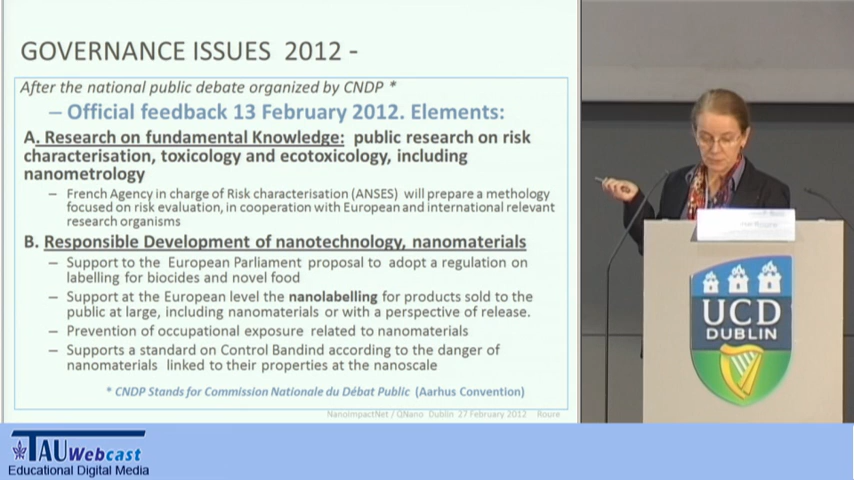 GOVERNANCE ISSUES 2012 -
After the national public debate organized by CNDP *
– Official feedback 13 February 2012. Elements:
A. Research on fundamental Knowledge: public research on risk
characterisation, toxicology and ecotoxicology, including
nanometrology
– French Agency in charge of Risk characterisation (ANSES) will prepare a methology
focused on risk evaluation, in cooperation with European and international relevant
research organisms
B. Responsible Development of nanotechnology, nanomaterials
– Support to the European Parliament proposal to adopt a regulation on
labelling for biocides and novel food
– Support at the European level the nanolabelling for products sold to the
public at large, including nanomaterials or with a perspective of release.
– Prevention of occupational exposure related to nanomaterials
– Supports a standard on Control Bandind according to the danger of
nanomaterials linked to their properties at the nanoscale
* CNDP Stands for Commission Nationale du Débat Public (Aarhus Convention)
NanoImpactNet / QNano Dublin 27 February 2012 Roure
UCD
DUBLIN
TAU Webcast
Educational Digital Media